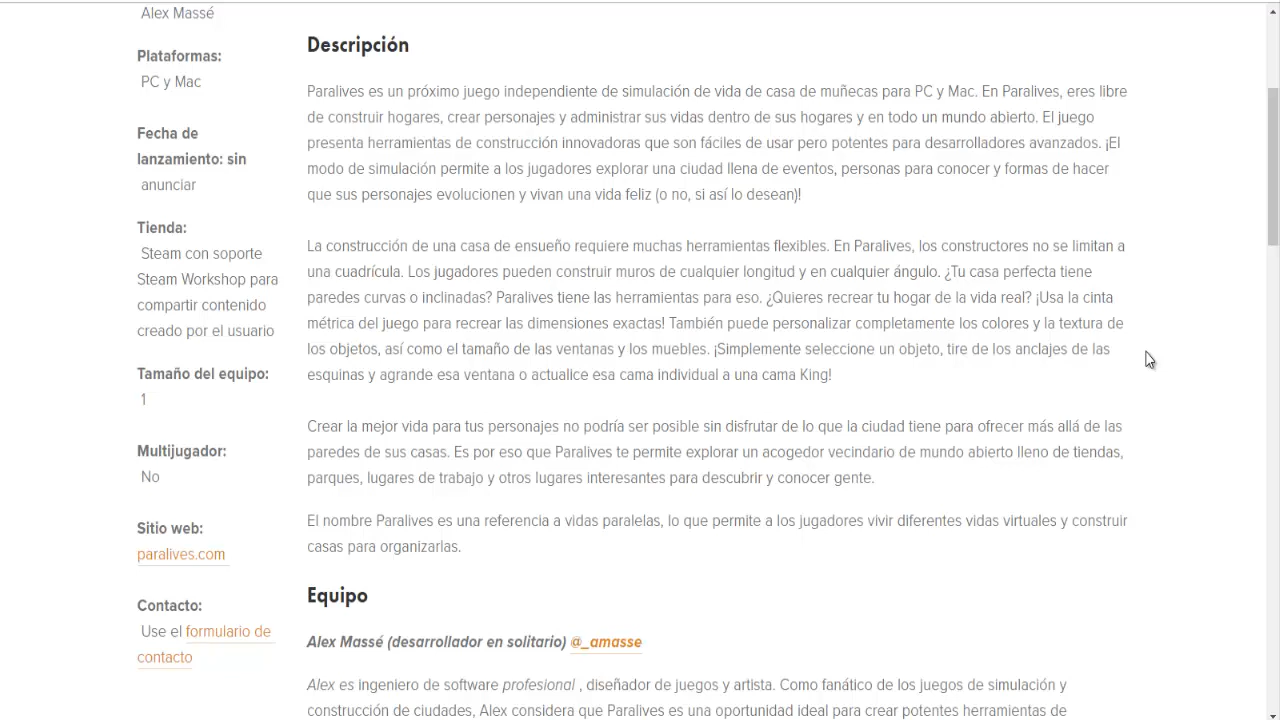 Alex Massé
Plataformas:
PC y Mac
Fecha de
lanzamiento: sin
anunciar
Tienda:
Steam con soporte
Steam Workshop para
compartir contenido
creado por el usuario
Tamaño del equipo:
1
Multijugador:
No
Sitio web:
paralives.com
Contacto:
Use el formulario de
contacto
Descripción
Paralives es un próximo juego independiente de simulación de vida de casa de muñecas para PC y Mac. En Paralives, eres libre
de construir hogares, crear personajes y administrar sus vidas dentro de sus hogares y en todo un mundo abierto. El juego
presenta herramientas de construcción innovadoras que son fáciles de usar pero potentes para desarrolladores avanzados. ¡El
modo de simulación permite a los jugadores explorar una ciudad llena de eventos, personas para conocer y formas de hacer
que sus personajes evolucionen y vivan una vida feliz (o no, si así lo desean)!
La construcción de una casa de ensueño requiere muchas herramientas flexibles. En Paralives, los constructores no se limitan a
una cuadrícula. Los jugadores pueden construir muros de cualquier longitud y en cualquier ángulo. ¿Tu casa perfecta tiene
paredes curvas o inclinadas? Paralives tiene las herramientas para eso. ¿Quieres recrear tu hogar de la vida real? ¡Usa la cinta
métrica del juego para recrear las dimensiones exactas! También puede personalizar completamente los colores y la textura de
los objetos, así como el tamaño de las ventanas y los muebles. ¡Simplemente seleccione un objeto, tire de los anclajes de las
esquinas y agrande esa ventana o actualice esa cama individual a una cama King!
Crear la mejor vida para tus personajes no podría ser posible sin disfrutar de lo que la ciudad tiene para ofrecer más allá de las
paredes de sus casas. Es por eso que Paralives te permite explorar un acogedor vecindario de mundo abierto lleno de tiendas,
parques, lugares de trabajo y otros lugares interesantes para descubrir y conocer gente.
El nombre Paralives es una referencia a vidas paralelas, lo que permite a los jugadores vivir diferentes vidas virtuales y construir
casas para organizarlas.
Equipo
Alex Massé (desarrollador en solitario) @_amasse
Alex es ingeniero de software profesional , diseñador de juegos y artista. Como fanático de los juegos de simulación y
construcción de ciudades, Alex considera que Paralives es una oportunidad ideal para crear potentes herramientas de